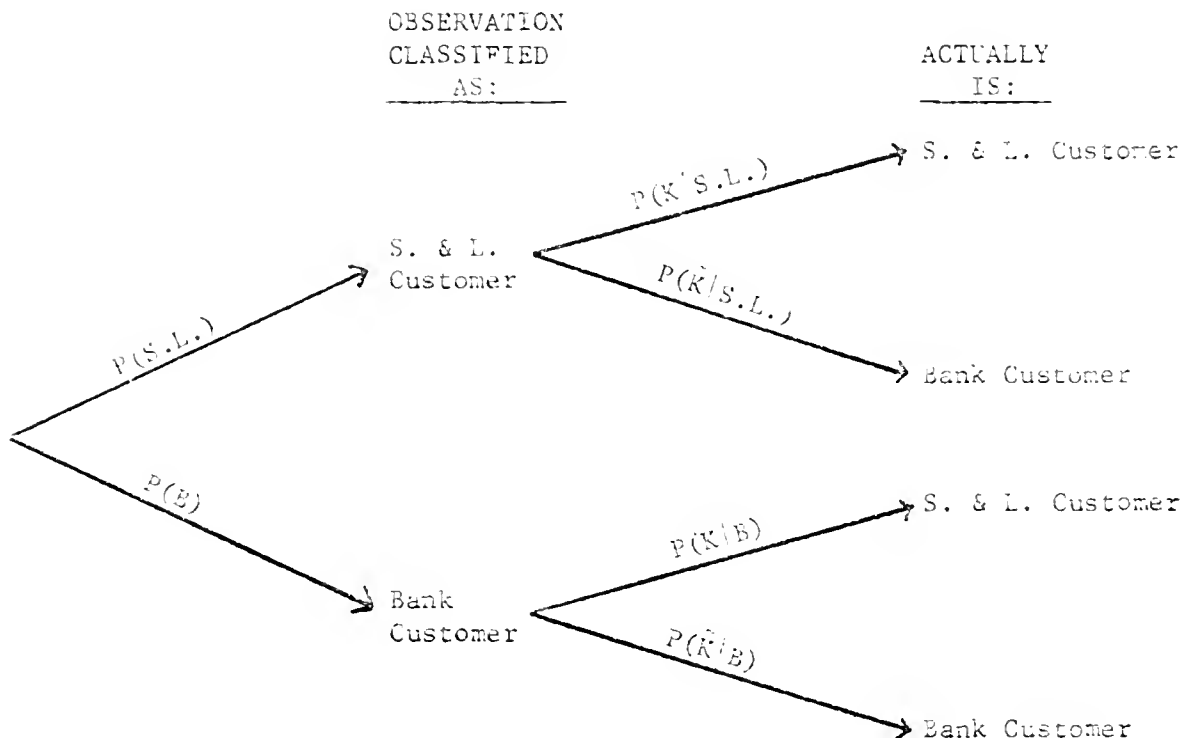 OBSERVATION
CLASSIFIED
AS:
ACTUALLY
IS:
S. & L. Customer
P(K|S.L.)
S. & L.
Customer
P(K̃|S.L.)
P(S.L.)
Bank Customer
P(B)
S. & L. Customer
P(K|B)
Bank
Customer
P(K̃|B)
Bank Customer